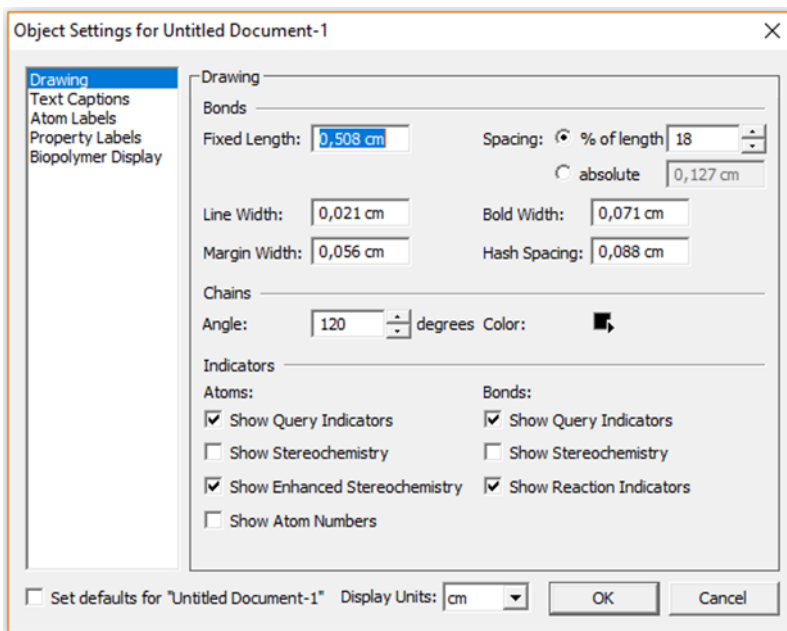 Object Settings for Untitled Document-1
Drawing
Text Captions
Atom Labels
Property Labels
Biopolymer Display
Drawing
Bonds
Fixed Length: 0,508 cm Spacing: % of length 18
absolute 0,127 cm
Line Width: 0,021 cm Bold Width: 0,071 cm
Margin Width: 0,056 cm Hash Spacing: 0,088 cm
Chains
Angle: 120 degrees Color:
Indicators
Atoms: Bonds:
Show Query Indicators Show Query Indicators
Show Stereochemistry Show Stereochemistry
Show Enhanced Stereochemistry Show Reaction Indicators
Show Atom Numbers
Set defaults for "Untitled Document-1" Display Units: cm OK Cancel